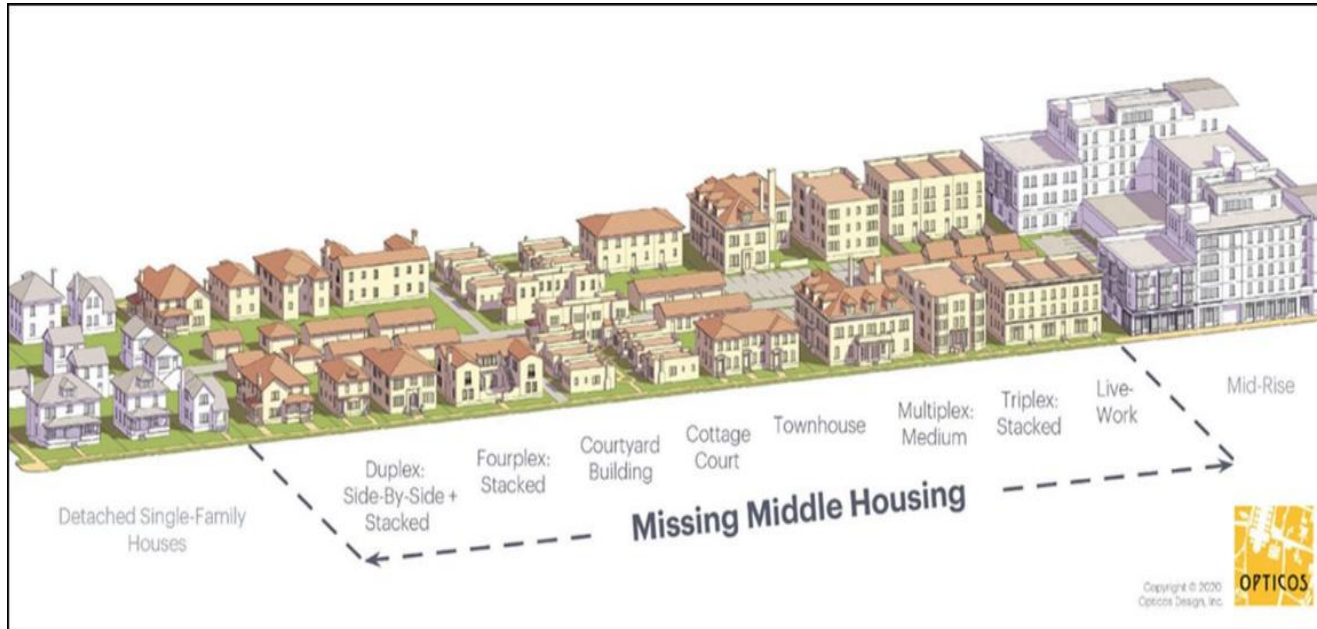 Detached Single-Family
Houses
Duplex:
Side-By-Side +
Stacked
Fourplex:
Stacked
Courtyard
Building
Cottage
Court
Townhouse
Multiplex:
Medium
Triplex:
Stacked
Live-
Work
Mid-Rise
Missing Middle Housing
Copyright © 2020
Opticos Design, Inc.
OPTICOS